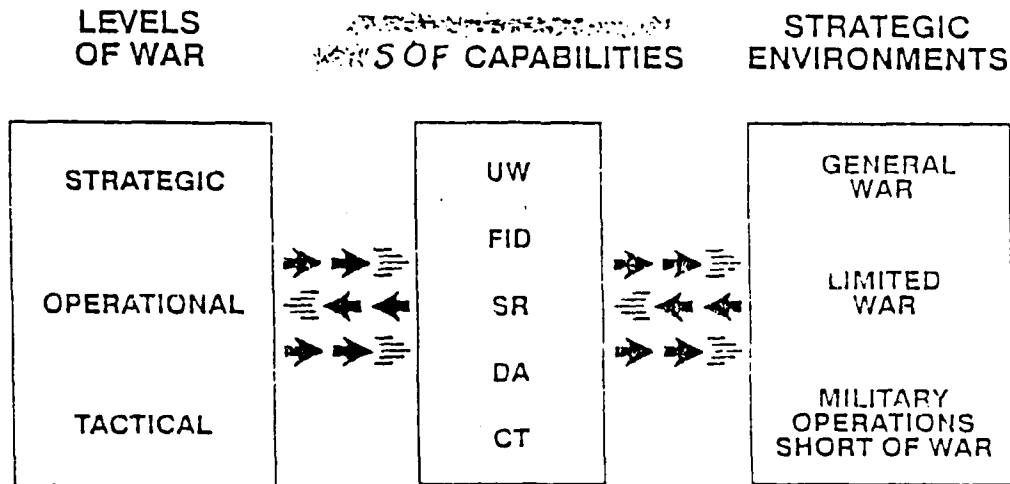 LEVELS
OF WAR
SOF CAPABILITIES
STRATEGIC
ENVIRONMENTS
STRATEGIC
OPERATIONAL
TACTICAL
UW
FID
SR
DA
CT
GENERAL
WAR
LIMITED
WAR
MILITARY
OPERATIONS
SHORT OF WAR